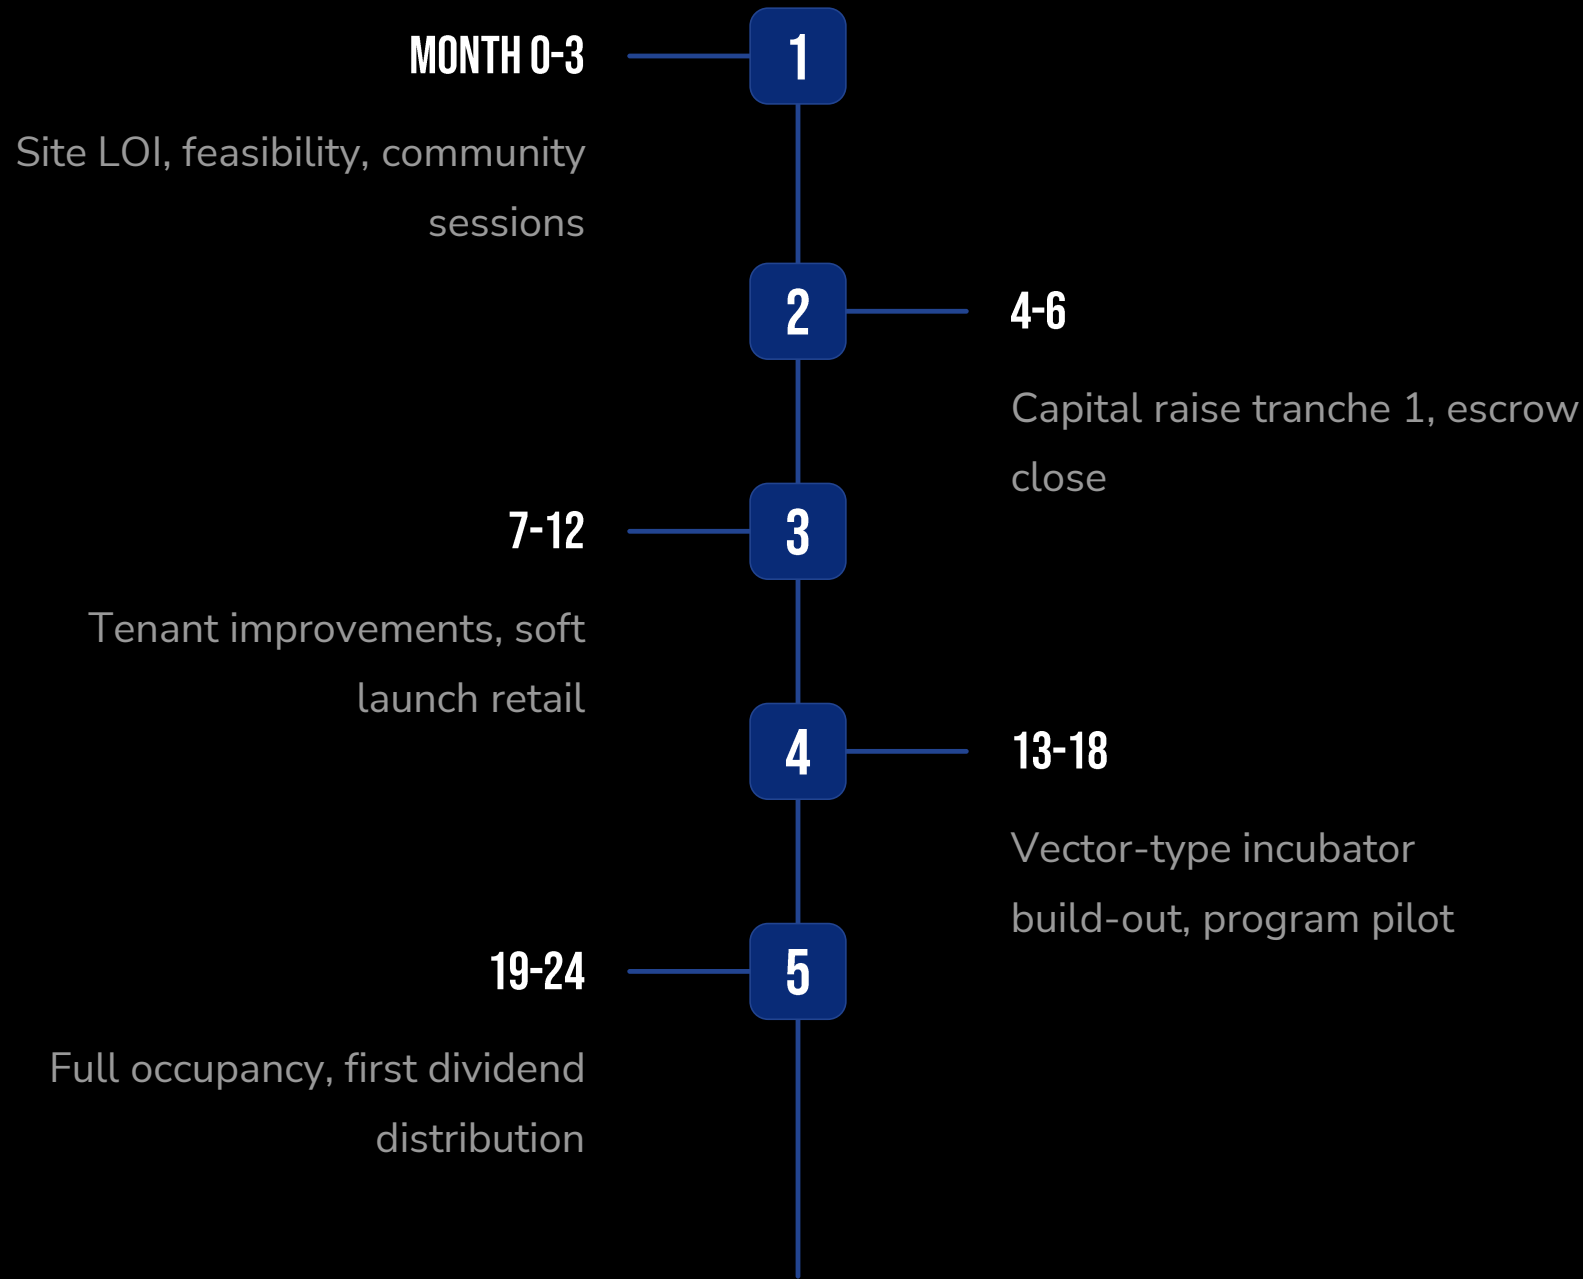 MONTH 0-3
1
Site LOI, feasibility, community
sessions
2
4-6
Capital raise tranche 1, escrow
close
7-12
3
Tenant improvements, soft
launch retail
4
13-18
Vector-type incubator
build-out, program pilot
19-24
5
Full occupancy, first dividend
distribution